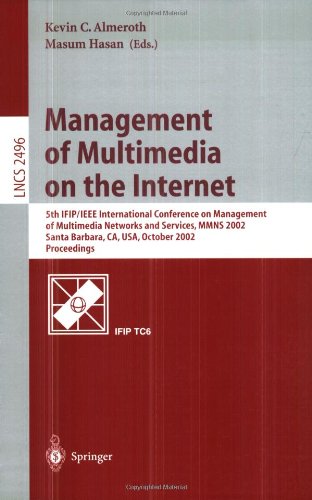 Kevin C. Almeroth
Masum Hasan (Eds.)
LNCS 2496
Management
of Multimedia
on the Internet
5th IFIP/IEEE International Conference on Management
of Multimedia Networks and Services, MMNS 2002
Santa Barbara, CA, USA, October 2002
Proceedings
IFIP TC6
Springer